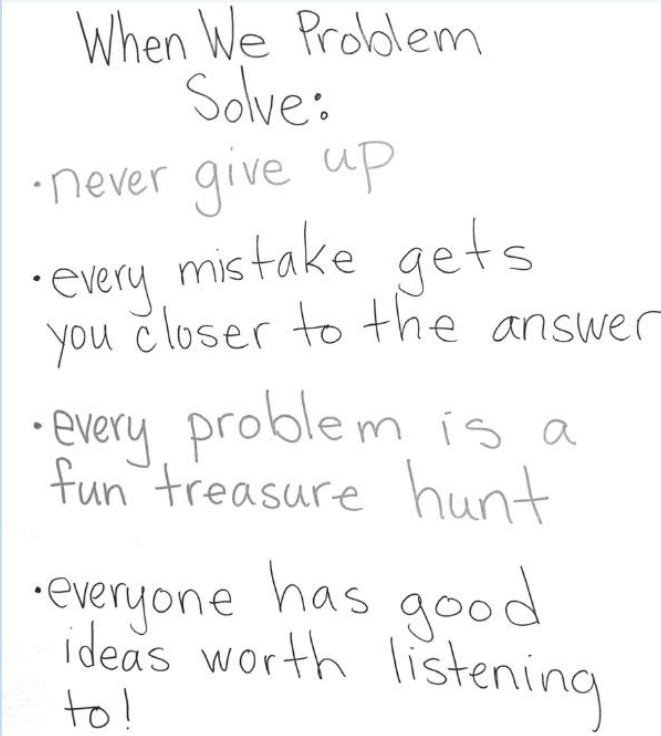 When We Problem
Solve:
•never give up
•every mistake gets
you closer to the answer
•every problem is a
fun treasure hunt
•everyone has good
ideas worth listening
to!